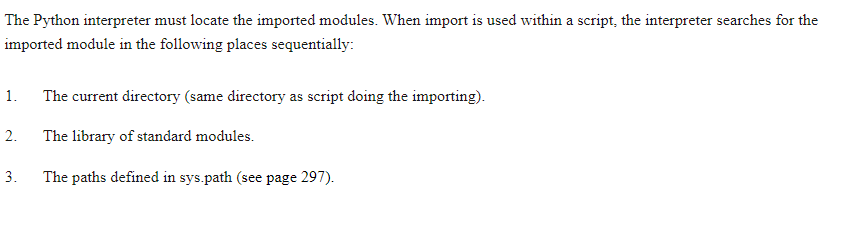 The Python interpreter must locate the imported modules. When import is used within a script, the interpreter searches for the
imported module in the following places sequentially:
1. The current directory (same directory as script doing the importing).
2. The library of standard modules.
3. The paths defined in sys.path (see page 297).